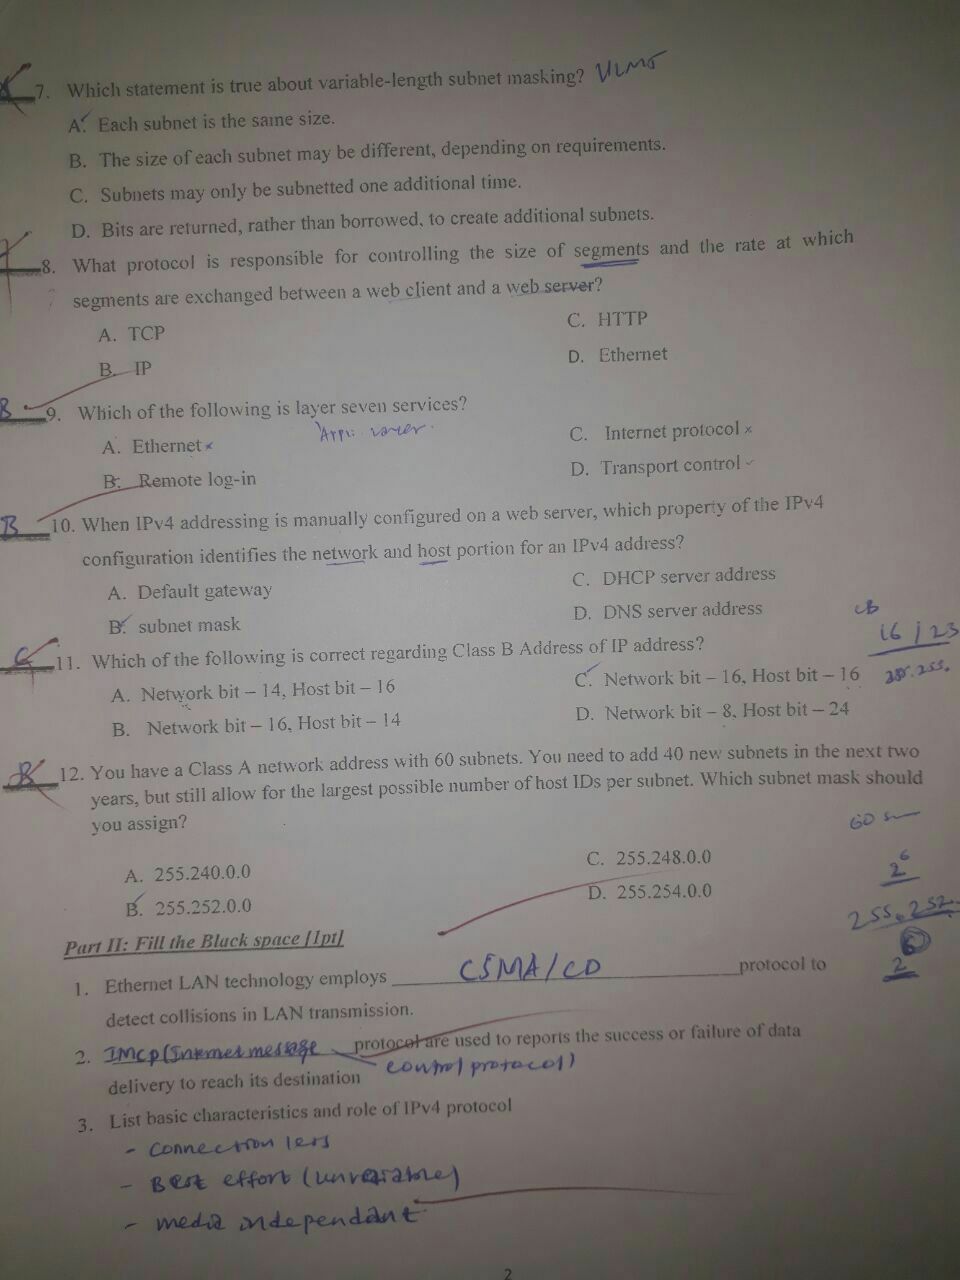 7. Which statement is true about variable-length subnet masking? VLMS
A. Each subnet is the same size.
B. The size of each subnet may be different, depending on requirements.
C. Subnets may only be subnetted one additional time.
D. Bits are returned, rather than borrowed, to create additional subnets.
8. What protocol is responsible for controlling the size of segments and the rate at which
segments are exchanged between a web client and a web server?
A. TCP
C. HTTP
B. IP
D. Ethernet
B 9. Which of the following is layer seven services?
A. Ethernet x
C. Internet protocol x
B. Remote log-in
D. Transport control
B 10. When IPv4 addressing is manually configured on a web server, which property of the IPv4
configuration identifies the network and host portion for an IPv4 address?
A. Default gateway
C. DHCP server address
B. subnet mask
D. DNS server address
CB
16 | 23
255.255.
C 11. Which of the following is correct regarding Class B Address of IP address?
A. Network bit – 14, Host bit – 16
C. Network bit – 16, Host bit – 16
B. Network bit – 16, Host bit – 14
D. Network bit – 8, Host bit – 24
B 12. You have a Class A network address with 60 subnets. You need to add 40 new subnets in the next two
years, but still allow for the largest possible number of host IDs per subnet. Which subnet mask should
you assign?
A. 255.240.0.0
C. 255.248.0.0
B. 255.252.0.0
D. 255.254.0.0
60
2^6
255.252.
2^6
Part II: Fill the Black space [1pt]
1. Ethernet LAN technology employs CSMA/CD protocol to
detect collisions in LAN transmission.
2. IMCP(Internet message protocol are used to reports the success or failure of data
control protocol)
delivery to reach its destination
3. List basic characteristics and role of IPv4 protocol
- Connection less
- Best effort
- media independant
2